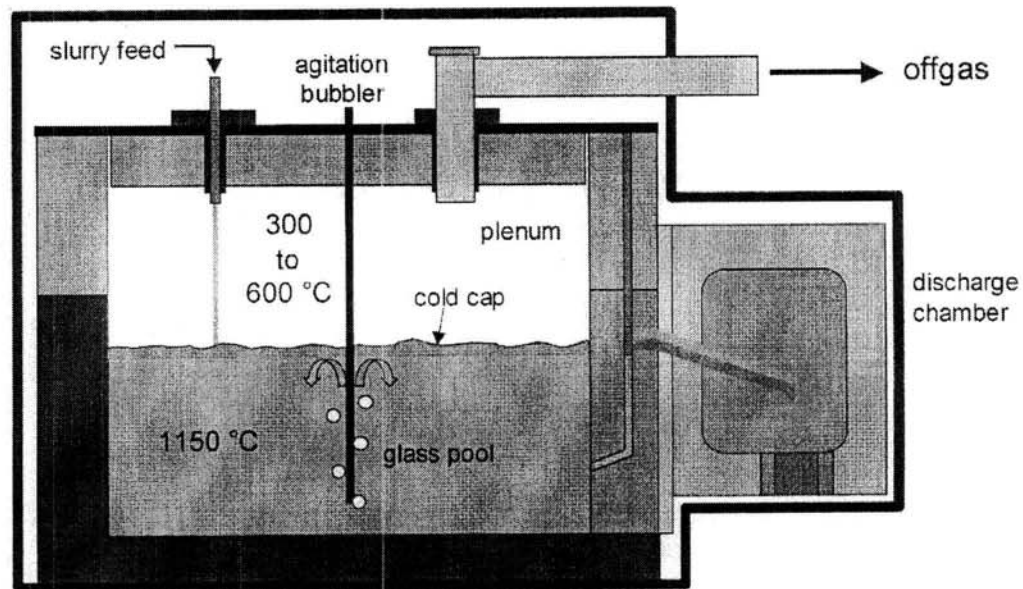 slurry feed
agitation
bubbler
offgas
300
to
600 °C
plenum
cold cap
discharge
chamber
1150 °C
glass pool